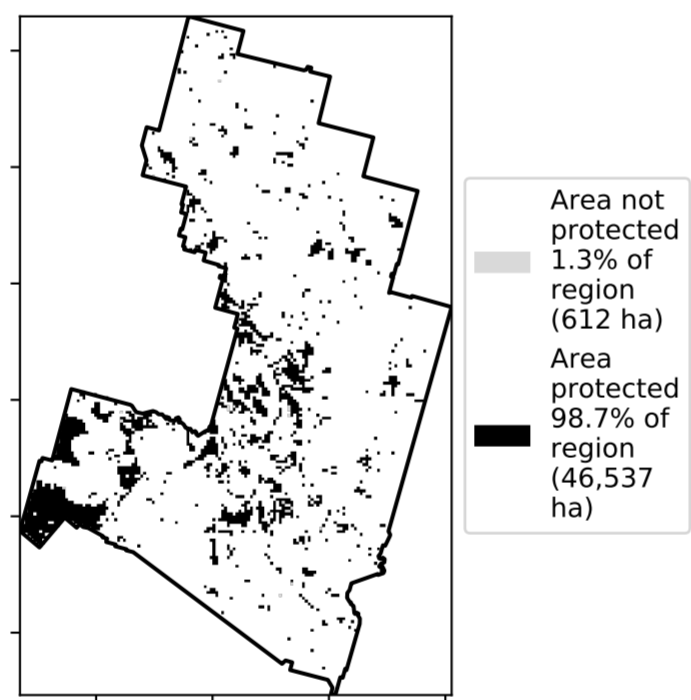 Area not
protected
1.3% of
region
(612 ha)
Area
protected
98.7% of
region
(46,537
ha)